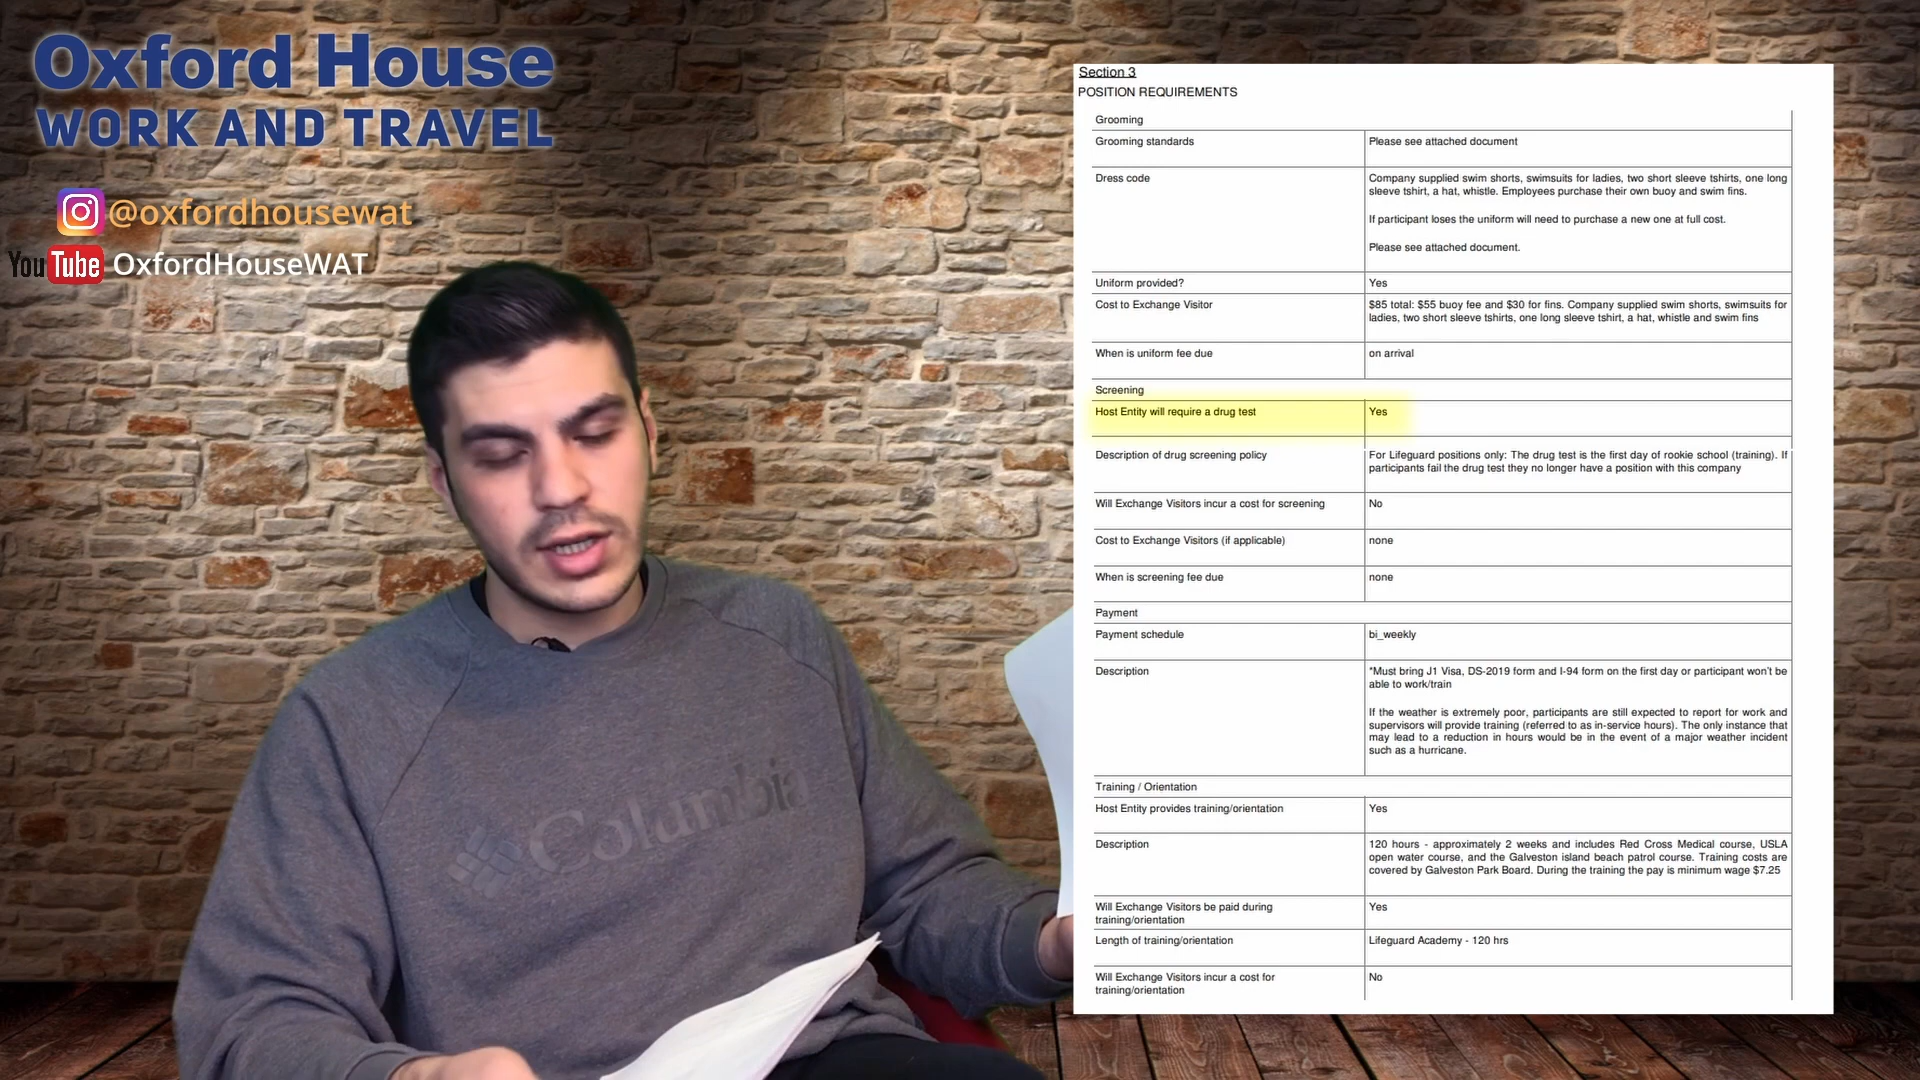 Oxford House
WORK AND TRAVEL
@oxfordhousewat
YouTube OxfordHouseWAT
Columbia
Section 3
POSITION REQUIREMENTS
Grooming
Grooming standards
Please see attached document
Dress code
Company supplied swim shorts, swimsuits for ladies, two short sleeve tshirts, one long
sleeve tshirt, a hat, whistle. Employees purchase their own buoy and swim fins.
If participant loses the uniform will need to purchase a new one at full cost.
Please see attached document.
Uniform provided?
Yes
Cost to Exchange Visitor
$85 total: $55 buoy fee and $30 for fins. Company supplied swim shorts, swimsuits for
ladies, two short sleeve tshirts, one long sleeve tshirt, a hat, whistle and swim fins
When is uniform fee due
on arrival
Screening
Host Entity will require a drug test
Yes
Description of drug screening policy
For Lifeguard positions only: The drug test is the first day of rookie school (training). If
participants fail the drug test they no longer have a position with this company
Will Exchange Visitors incur a cost for screening
No
Cost to Exchange Visitors (if applicable)
none
When is screening fee due
none
Payment
Payment schedule
bi_weekly
Description
*Must bring J1 Visa, DS-2019 form and I-94 form on the first day or participant won't be
able to work/train
If the weather is extremely poor, participants are still expected to report for work and
supervisors will provide training (referred to as in-service hours). The only instance that
may lead to a reduction in hours would be in the event of a major weather incident
such as a hurricane.
Training / Orientation
Host Entity provides training/orientation
Yes
Description
120 hours - approximately 2 weeks and includes Red Cross Medical course, USLA
open water course, and the Galveston island beach patrol course. Training costs are
covered by Galveston Park Board. During the training the pay is minimum wage $7.25
Will Exchange Visitors be paid during
training/orientation
Yes
Length of training/orientation
Lifeguard Academy - 120 hrs
Will Exchange Visitors incur a cost for
training/orientation
No